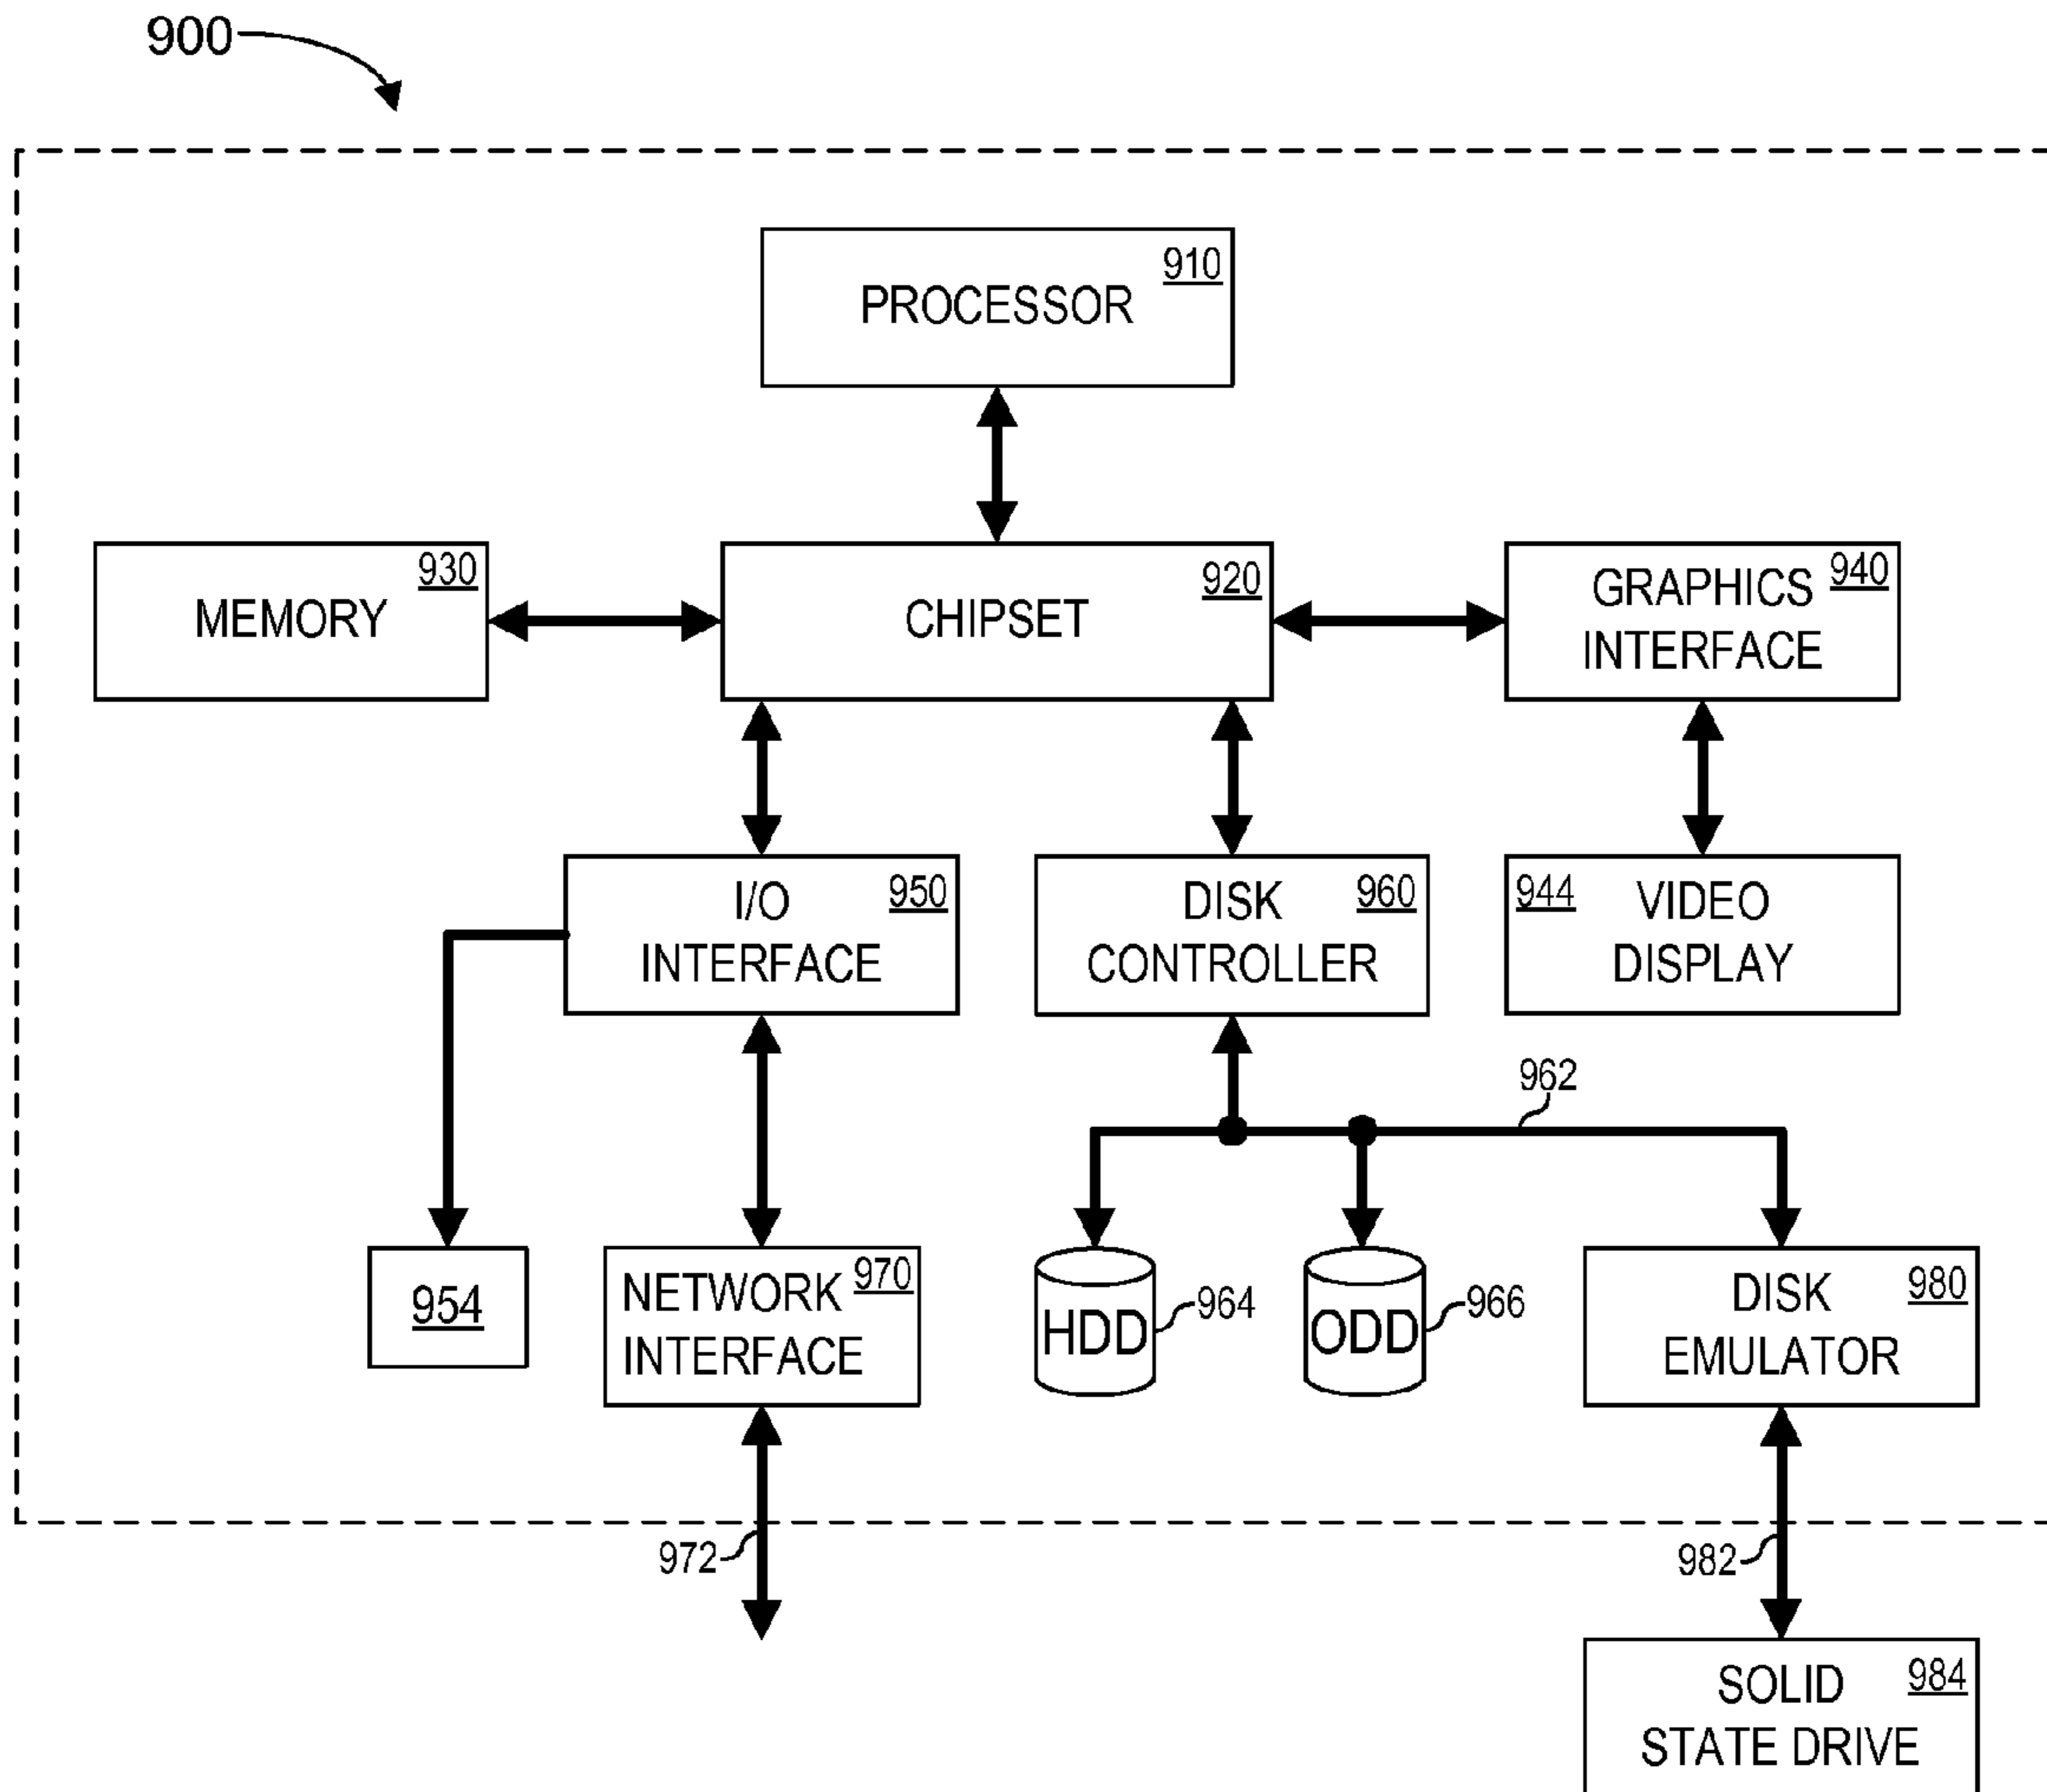 900
910
PROCESSOR
930
MEMORY
920
CHIPSET
GRAPHICS 940
INTERFACE
I/O 950
INTERFACE
DISK 960
CONTROLLER
944 VIDEO
DISPLAY
962
954
NETWORK 970
INTERFACE
HDD
964
ODD
966
DISK 980
EMULATOR
972
982
SOLID 984
STATE DRIVE